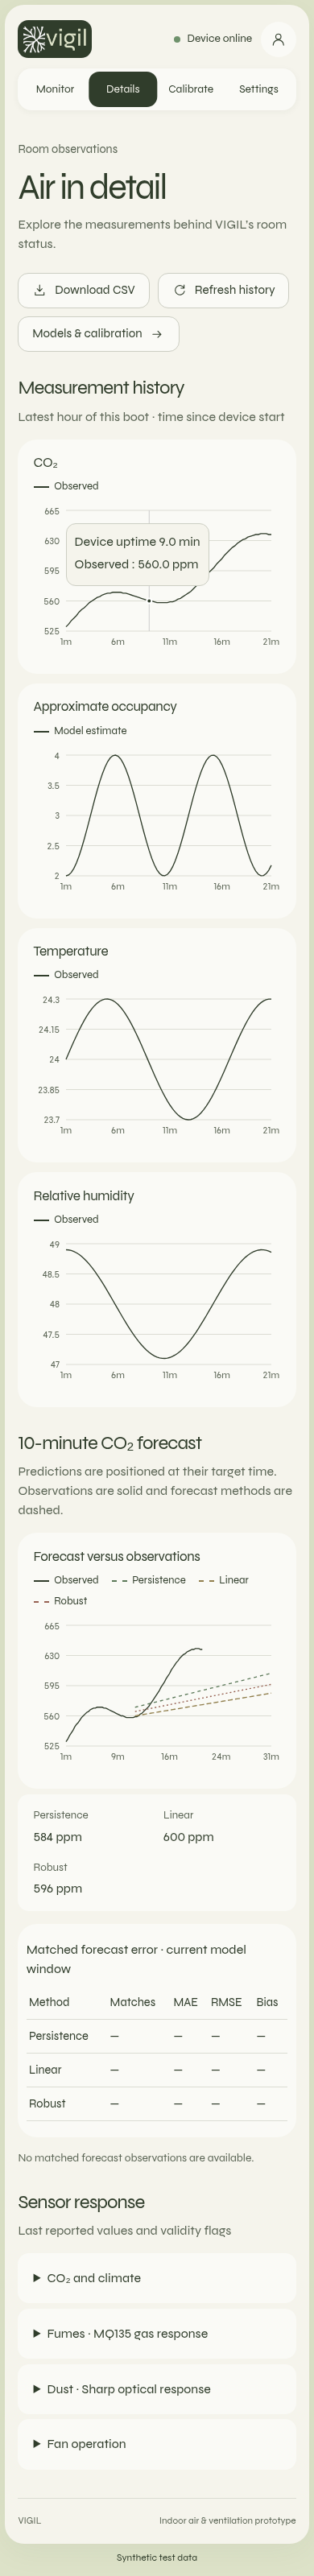 vigil
Device online
Monitor Details Calibrate Settings
Room observations
Air in detail
Explore the measurements behind VIGIL's room
status.
Download CSV Refresh history
Models & calibration →
Measurement history
Latest hour of this boot · time since device start
CO₂
Observed
665
630
595
560
525
Device uptime 9.0 min
Observed : 560.0 ppm
1m 6m 11m 16m 21m
Approximate occupancy
Model estimate
4
3.5
3
2.5
2
1m 6m 11m 16m 21m
Temperature
Observed
24.3
24.15
24
23.85
23.7
1m 6m 11m 16m 21m
Relative humidity
Observed
49
48.5
48
47.5
47
1m 6m 11m 16m 21m
10-minute CO₂ forecast
Predictions are positioned at their target time.
Observations are solid and forecast methods are
dashed.
Forecast versus observations
Observed Persistence Linear
Robust
665
630
595
560
525
1m 9m 16m 24m 31m
Persistence Linear
584 ppm 600 ppm
Robust
596 ppm
Matched forecast error · current model
window
Method Matches MAE RMSE Bias
Persistence — — — —
Linear — — — —
Robust — — — —
No matched forecast observations are available.
Sensor response
Last reported values and validity flags
▶ CO₂ and climate
▶ Fumes · MQ135 gas response
▶ Dust · Sharp optical response
▶ Fan operation
VIGIL Indoor air & ventilation prototype
Synthetic test data